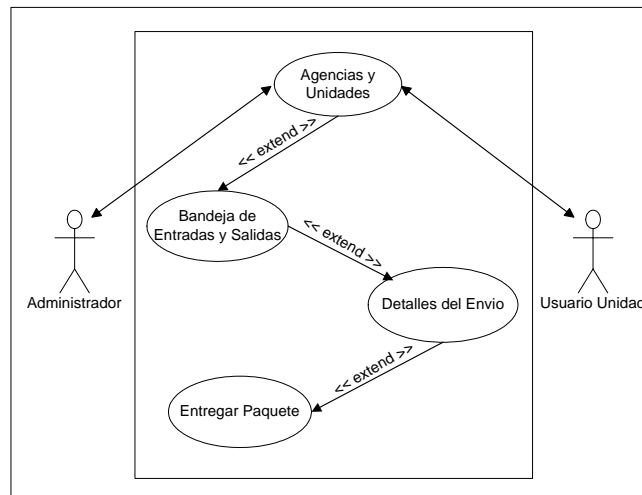 Agencias y
Unidades
<< extend >>
Bandeja de
Entradas y Salidas
<< extend >>
Administrador
Detalles del Envio
Usuario Unidad
<< extend >>
Entregar Paquete